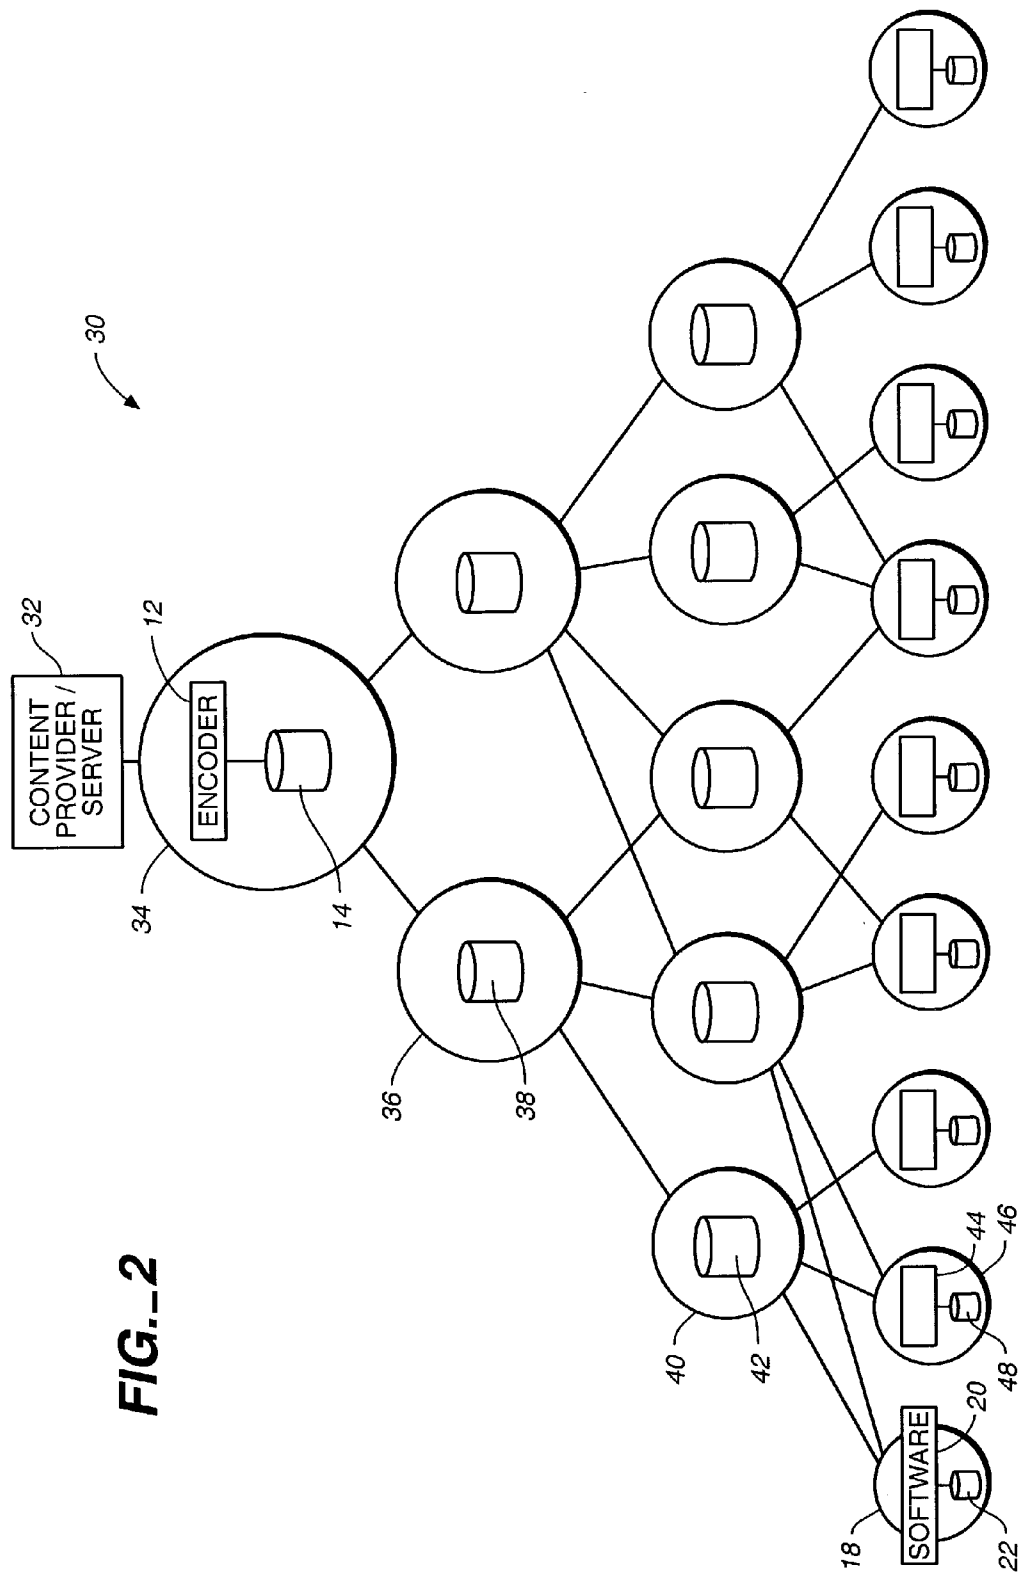 FIG._2
30
CONTENT
PROVIDER /
SERVER
32
34
ENCODER
12
14
36
38
40
42
44
46
48
18
SOFTWARE
20
22